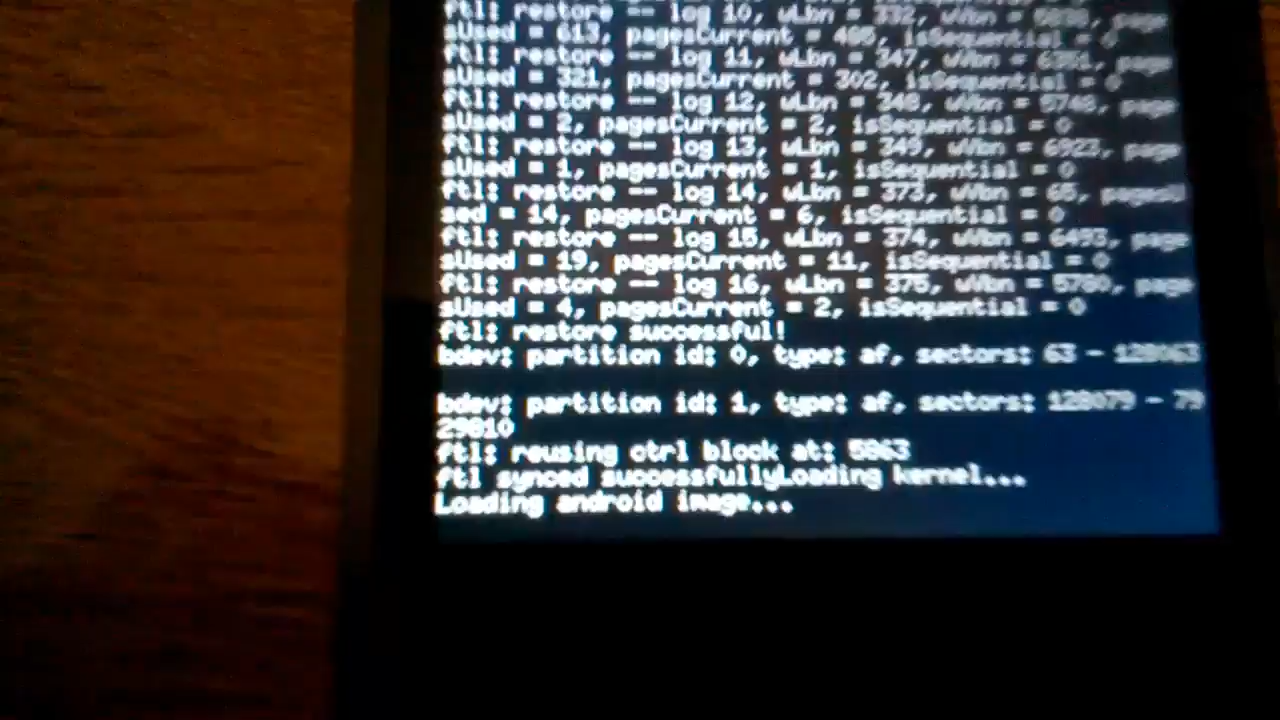 ftl: restore -- log 10, wLbn = 332, wVbn = page
sUsed = 613, pagesCurrent = 465, isSequential = 0
ftl: restore -- log 11, wLbn = 347, wVbn = page
sUsed = 321, pagesCurrent = 302, isSequential = 0
ftl: restore -- log 12, wLbn = 348, wVbn = 5748, page
sUsed = 2, pagesCurrent = 2, isSequential = 0
ftl: restore -- log 13, wLbn = 349, wVbn = 6923, page
sUsed = 1, pagesCurrent = 1, isSequential = 0
ftl: restore -- log 14, wLbn = 373, wVbn = 65, pagesU
sed = 14, pagesCurrent = 6, isSequential = 0
ftl: restore -- log 15, wLbn = 374, wVbn = 6493, page
sUsed = 19, pagesCurrent = 11, isSequential = 0
ftl: restore -- log 16, wLbn = 375, wVbn = 5780, page
sUsed = 4, pagesCurrent = 2, isSequential = 0
ftl: restore successful!
bdev: partition id: 0, type: af, sectors: 63 - 128063
bdev: partition id: 1, type: af, sectors: 128079 - 79
29810
ftl: reusing ctrl block at: 5863
ftl synced successfullyLoading kernel...
Loading android image...